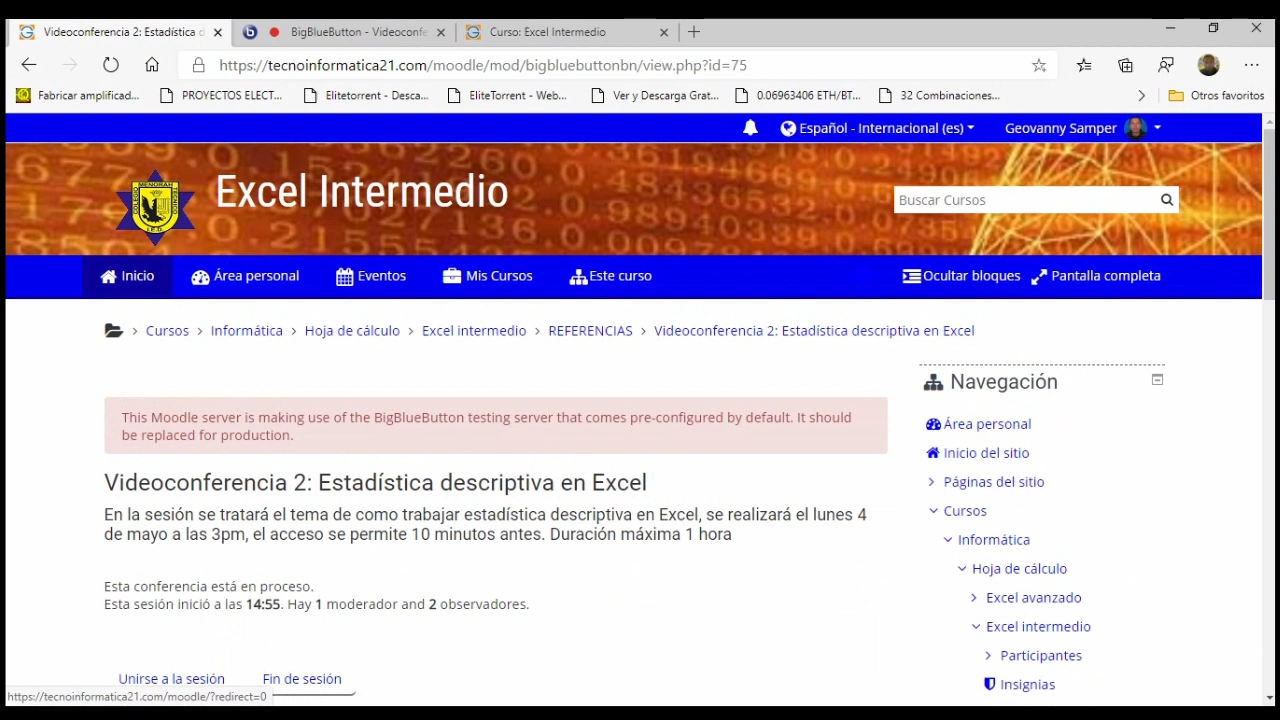 Videoconferencia 2: Estadística d
BigBlueButton - Videoconfe
Curso: Excel Intermedio
https://tecnoinformatica21.com/moodle/mod/bigbluebuttonbn/view.php?id=75
Fabricar amplificad...
PROYECTOS ELECT...
Elitetorrent - Desca...
EliteTorrent - Web...
Ver y Descarga Grat...
0.06963406 ETH/BT...
32 Combinaciones...
Otros favoritos
Español - Internacional (es)
Geovanny Samper
Excel Intermedio
Buscar Cursos
Inicio
Área personal
Eventos
Mis Cursos
Este curso
Ocultar bloques
Pantalla completa
Cursos > Informática > Hoja de cálculo > Excel intermedio > REFERENCIAS > Videoconferencia 2: Estadística descriptiva en Excel
This Moodle server is making use of the BigBlueButton testing server that comes pre-configured by default. It should
be replaced for production.
Videoconferencia 2: Estadística descriptiva en Excel
En la sesión se tratará el tema de como trabajar estadística descriptiva en Excel, se realizará el lunes 4
de mayo a las 3pm, el acceso se permite 10 minutos antes. Duración máxima 1 hora
Esta conferencia está en proceso.
Esta sesión inició a las 14:55. Hay 1 moderador and 2 observadores.
Unirse a la sesión
Fin de sesión
https://tecnoinformatica21.com/moodle/?redirect=0
Navegación
Área personal
Inicio del sitio
Páginas del sitio
Cursos
Informática
Hoja de cálculo
Excel avanzado
Excel intermedio
Participantes
Insignias